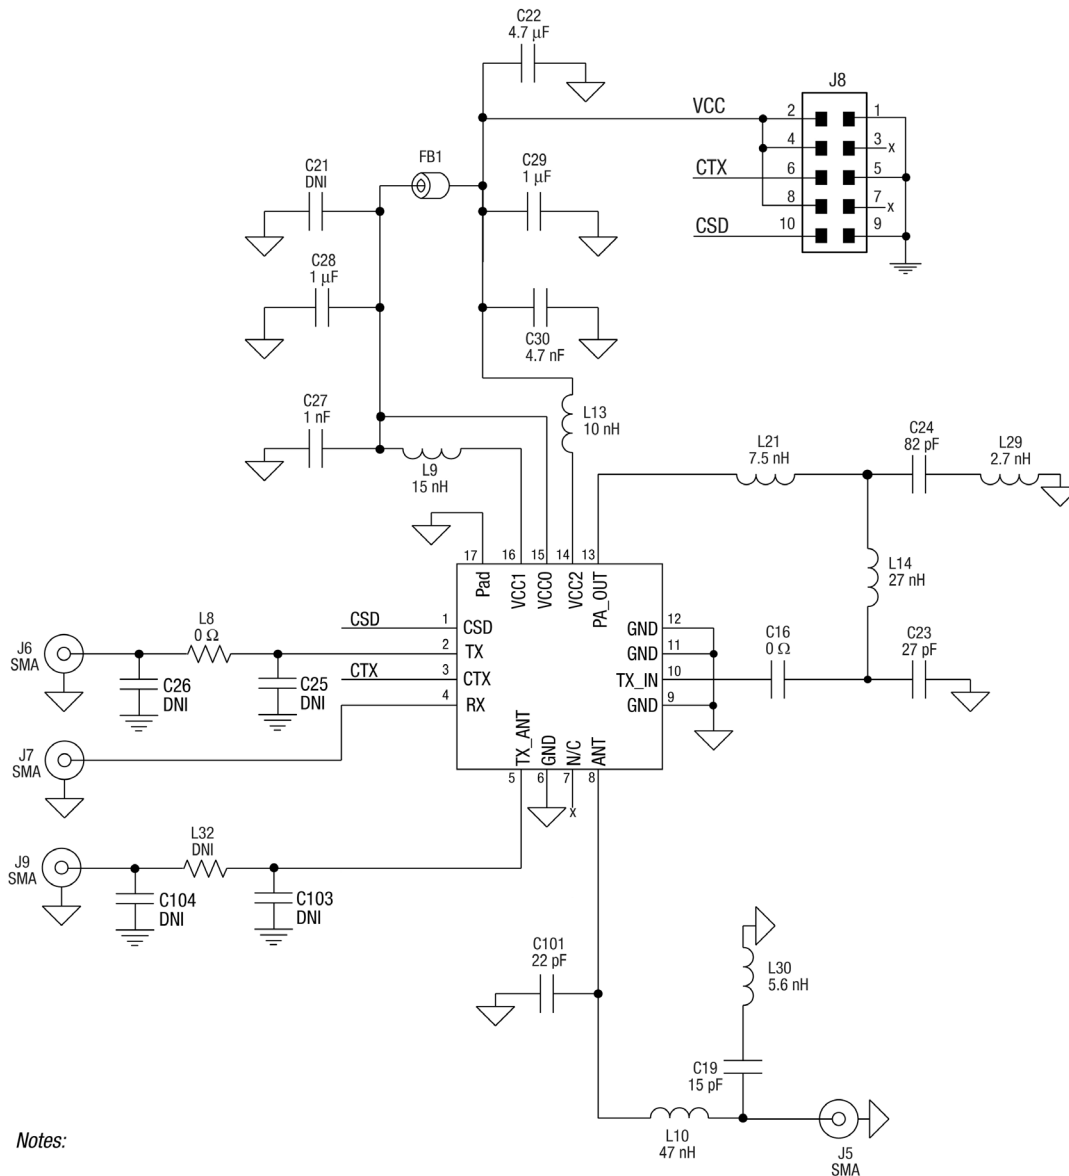 C22
4.7 µF
J8
VCC
2
1
4
3
x
CTX
6
5
8
7
x
CSD
10
9
C21
DNI
FB1
C29
1 µF
C28
1 µF
C30
4.7 nF
C27
1 nF
L9
15 nH
L13
10 nH
L21
7.5 nH
C24
82 pF
L29
2.7 nH
L14
27 nH
C16
0 Ω
C23
27 pF
17
16
15
14
13
Pad
VCC1
VCC0
VCC2
PA_OUT
CSD
1
CSD
2
TX
CTX
3
CTX
4
RX
GND
12
GND
11
TX_IN
10
GND
9
TX_ANT
GND
N/C
ANT
5
6
7
8
x
J6
SMA
L8
0 Ω
C26
DNI
C25
DNI
J7
SMA
J9
SMA
L32
DNI
C104
DNI
C103
DNI
C101
22 pF
L30
5.6 nH
C19
15 pF
L10
47 nH
J5
SMA
Notes: